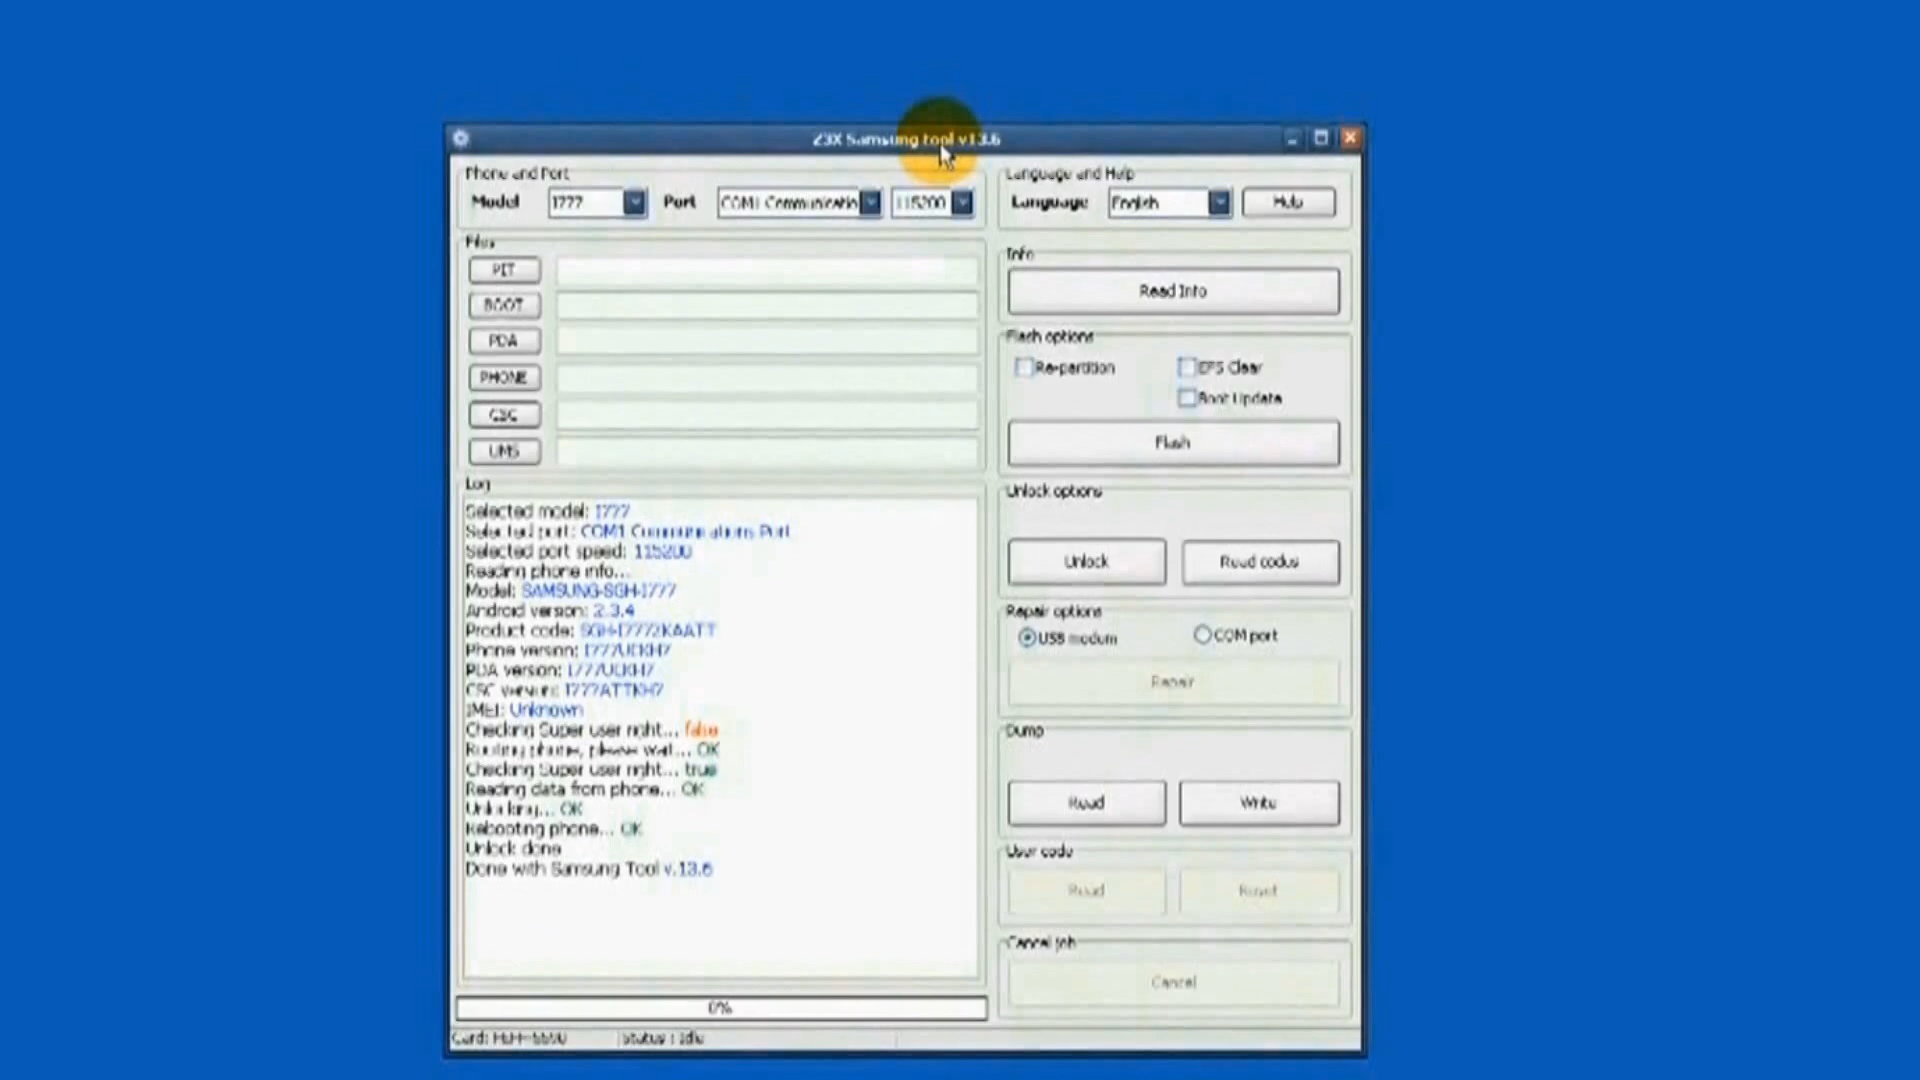 Z3X Samsung tool v13.6
Phone and Port
Model I777 Port COM1 Communication 115200
Language and Help
Language English Help
Files
PIT
BOOT
PDA
PHONE
CSC
UMS
Info
Read Info
Flash options
Re-partition EFS Clear
Boot Update
Flash
Unlock options
Unlock Read codes
Repair options
USB modem COM port
Repair
Dump
Read Write
User code
Read Reset
Cancel job
Cancel
Log
Selected model: I777
Selected port: COM1 Communications Port
Selected port speed: 115200
Reading phone info...
Model: SAMSUNG-SGH-I777
Android version: 2.3.4
Product code: SGH-I777ZKAATT
Phone version: I777UCKH7
PDA version: I777UCKH7
CSC version: I777ATTKH7
IMEI: Unknown
Checking Super user right... false
Rooting phone, please wait... OK
Checking Super user right... true
Reading data from phone... OK
Unlocking... OK
Rebooting phone... OK
Unlock done
Done with Samsung Tool v.13.6
0%
Card: Status : Idle